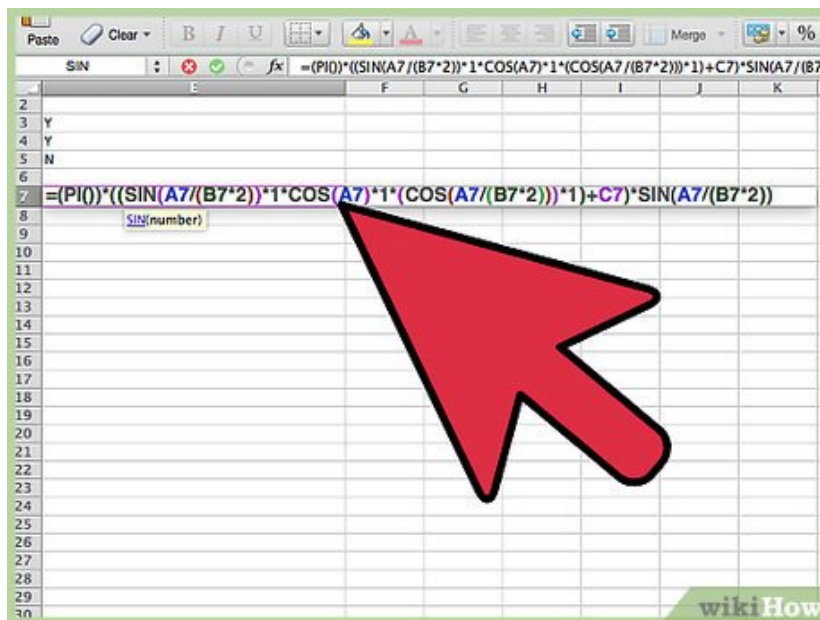 Paste Clear B I U A Merge %
SIN fx =(PI())*((SIN(A7/(B7*2))*1*COS(A7)*1*(COS(A7/(B7*2)))*1)+C7)*SIN(A7/(B7
E F G H I J K
2
3 Y
4 Y
5 N
6
7 =(PI())*((SIN(A7/(B7*2))*1*COS(A7)*1*(COS(A7/(B7*2)))*1)+C7)*SIN(A7/(B7*2))
8 SIN(number)
9
10
11
12
13
14
15
16
17
18
19
20
21
22
23
24
25
26
27
28
29
30
wikiHow